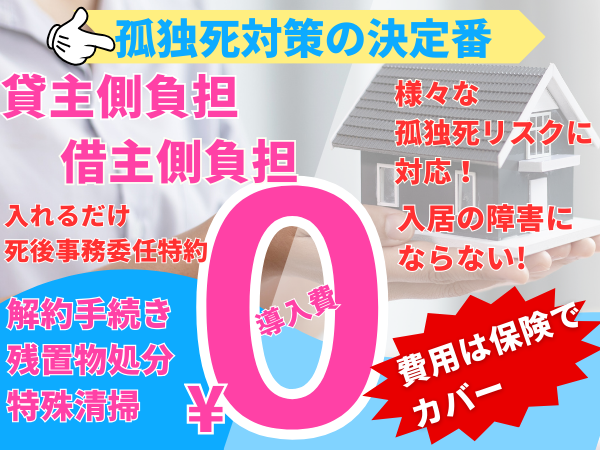 孤独死対策の決定番
貸主側負担
借主側負担
様々な
孤独死リスクに
対応！
入れるだけ
死後事務委任特約
入居の障害に
ならない!
解約手続き
残置物処分
特殊清掃
導入費
¥0
費用は保険で
カバー